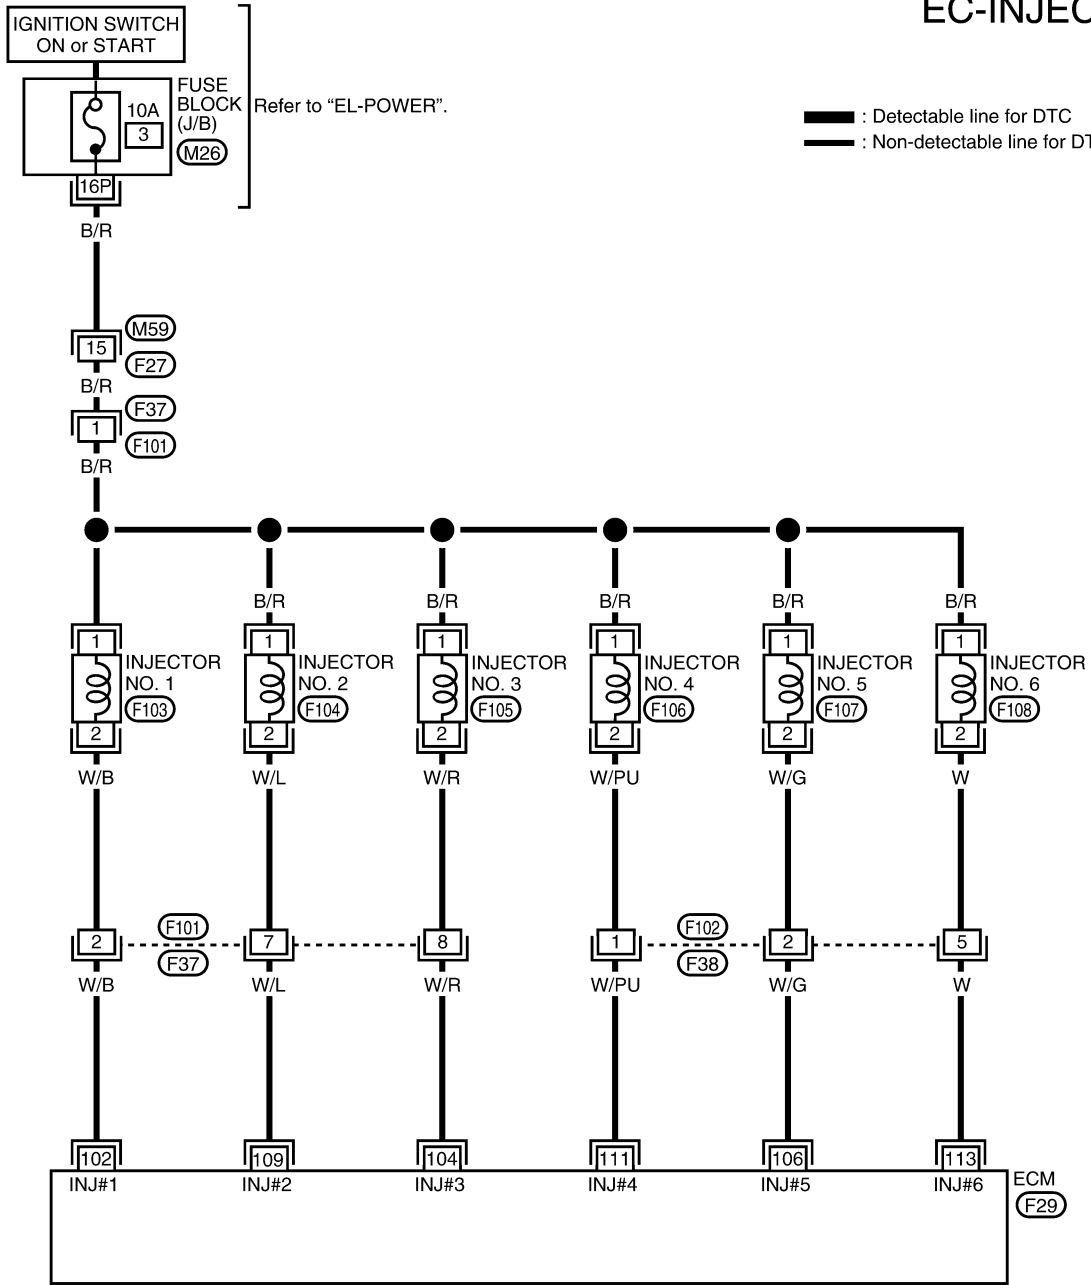 EC-INJEC
IGNITION SWITCH
ON or START
FUSE
BLOCK
(J/B)
M26
10A
3
Refer to “EL-POWER”.
: Detectable line for DTC
: Non-detectable line for DT
16P
B/R
M59
15
F27
B/R
F37
1
F101
B/R
B/R B/R B/R B/R B/R
1 1 1 1 1 1
INJECTOR INJECTOR INJECTOR INJECTOR INJECTOR INJECTOR
NO. 1 NO. 2 NO. 3 NO. 4 NO. 5 NO. 6
F103 F104 F105 F106 F107 F108
2 2 2 2 2 2
W/B W/L W/R W/PU W/G W
F101 F102
2 7 8 1 2 5
F37 F38
W/B W/L W/R W/PU W/G W
102 109 104 111 106 113
INJ#1 INJ#2 INJ#3 INJ#4 INJ#5 INJ#6
ECM
F29